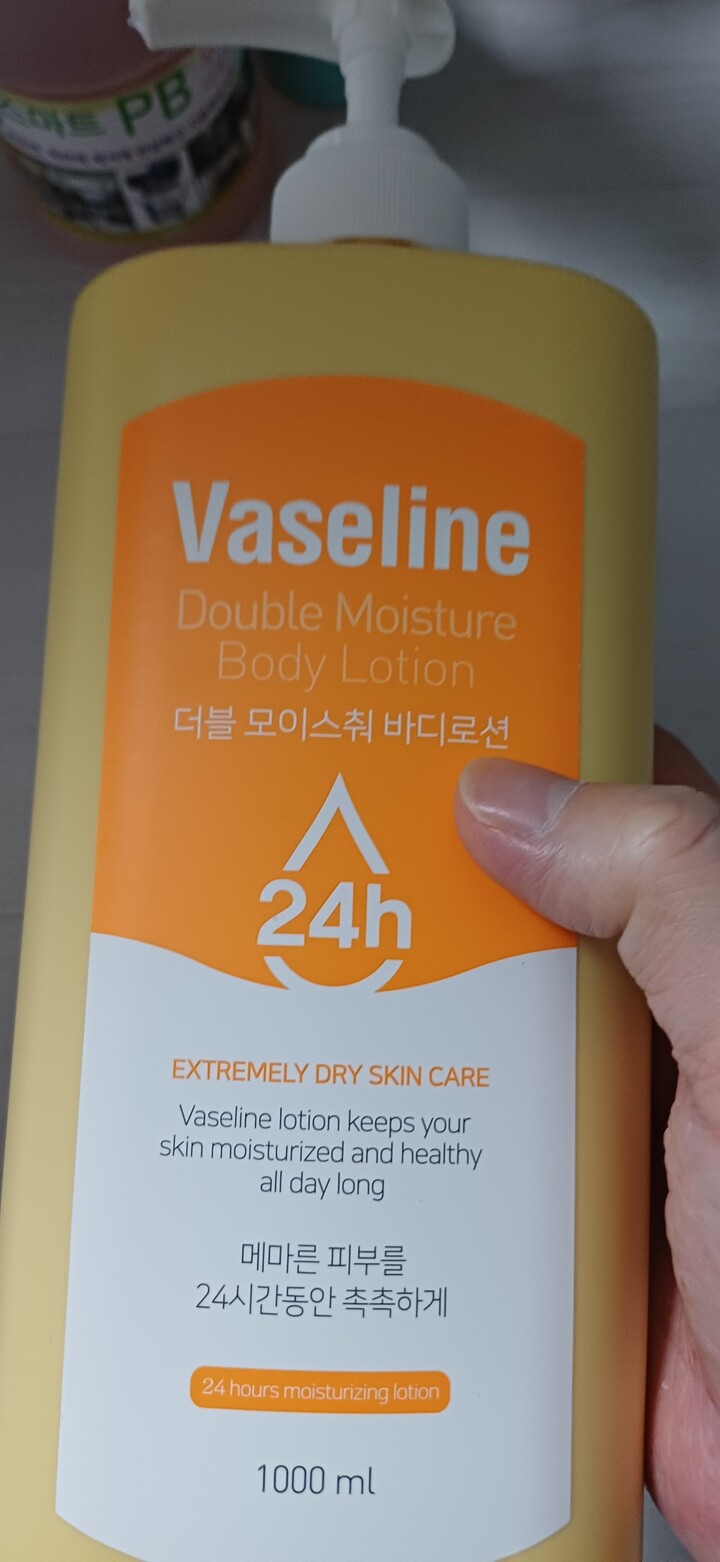 PB
Vaseline
Double Moisture
Body Lotion
더블 모이스춰 바디로션
24h
EXTREMELY DRY SKIN CARE
Vaseline lotion keeps your
skin moisturized and healthy
all day long
메마른 피부를
24시간동안 촉촉하게
24 hours moisturizing lotion
1000 ml